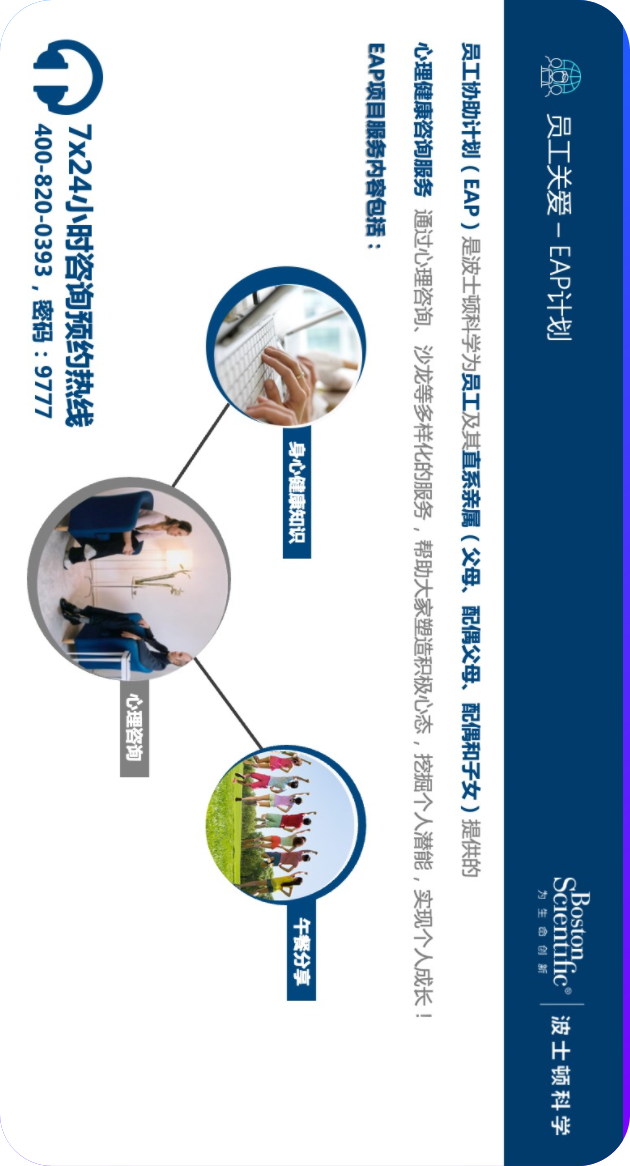 员工关爱 – EAP计划
Boston
Scientific®
为生命创新
波士顿科学
员工协助计划（EAP）是波士顿科学为员工及其直系亲属（父母、配偶父母、配偶和子女）提供的
心理健康咨询服务 通过心理咨询、沙龙等多样化的服务，帮助大家塑造积极心态，挖掘个人潜能，实现个人成长！
EAP项目服务内容包括：
身心健康知识
午餐分享
心理咨询
7x24小时咨询预约热线
400-820-0393，密码：9777